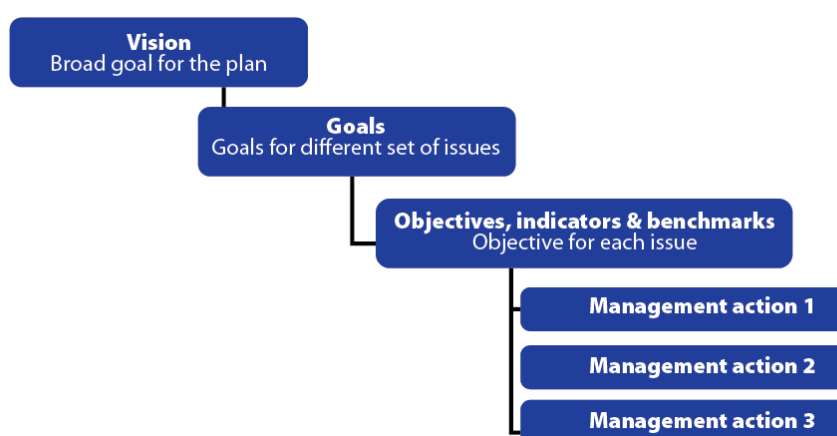 Vision
Broad goal for the plan
Goals
Goals for different set of issues
Objectives, indicators & benchmarks
Objective for each issue
Management action 1
Management action 2
Management action 3